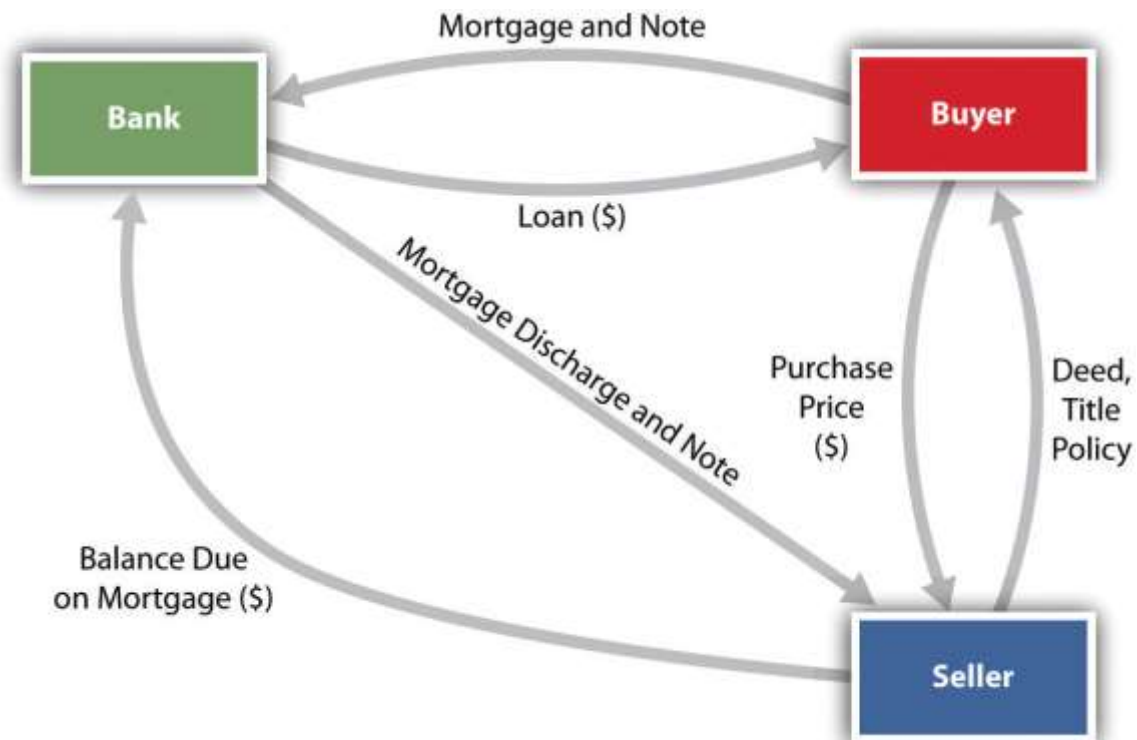 Mortgage and Note
Bank
Buyer
Loan ($)
Mortgage Discharge and Note
Purchase
Price
($)
Deed,
Title
Policy
Balance Due
on Mortgage ($)
Seller